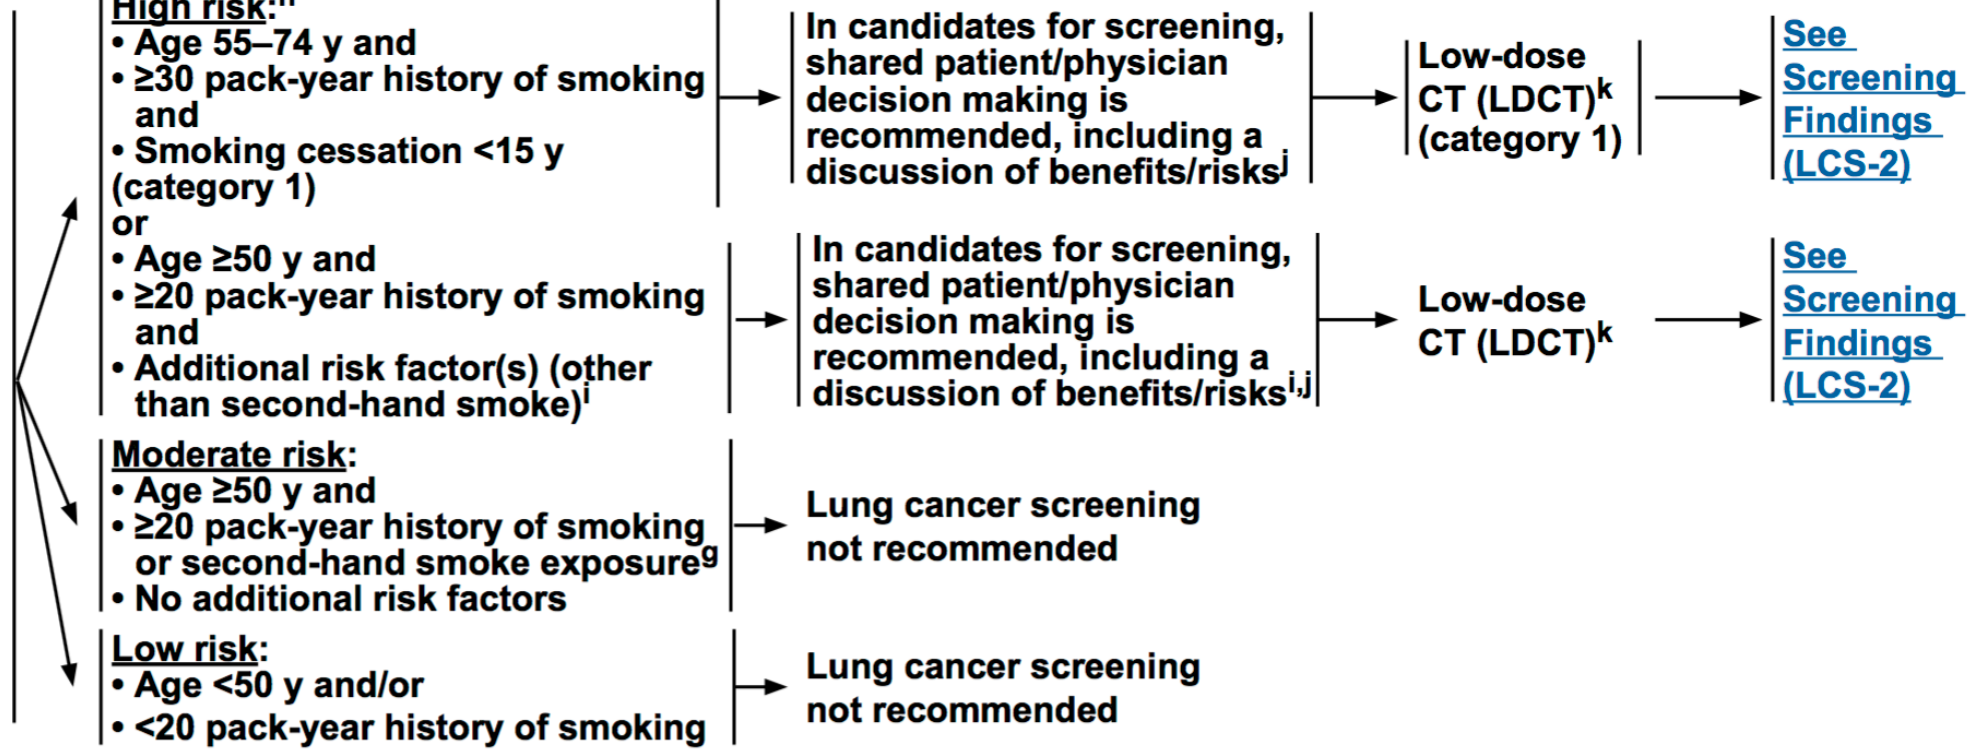 High risk:h
• Age 55–74 y and
• ≥30 pack-year history of smoking
and
• Smoking cessation <15 y
(category 1)
or
• Age ≥50 y and
• ≥20 pack-year history of smoking
and
• Additional risk factor(s) (other
than second-hand smoke)i
In candidates for screening,
shared patient/physician
decision making is
recommended, including a
discussion of benefits/risksj
Low-dose
CT (LDCT)k
(category 1)
See
Screening
Findings
(LCS-2)
In candidates for screening,
shared patient/physician
decision making is
recommended, including a
discussion of benefits/risksi,j
Low-dose
CT (LDCT)k
See
Screening
Findings
(LCS-2)
Moderate risk:
• Age ≥50 y and
• ≥20 pack-year history of smoking
or second-hand smoke exposureg
• No additional risk factors
Lung cancer screening
not recommended
Low risk:
• Age <50 y and/or
• <20 pack-year history of smoking
Lung cancer screening
not recommended